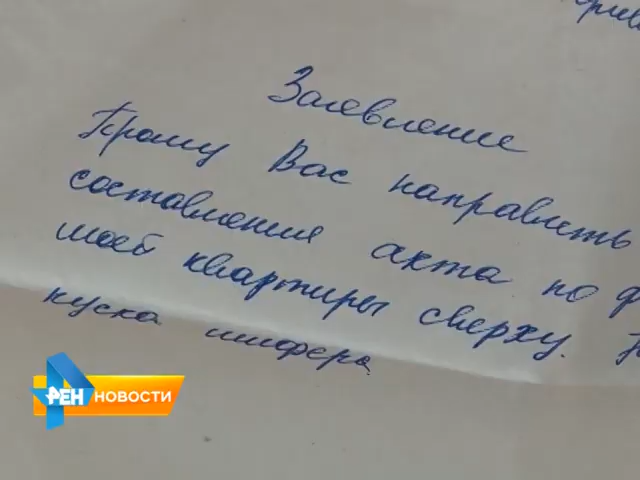 Заявление
Прошу Вас направить
составления акта по ф
моей квартиры сверху.
куска шифера
РЕН НОВОСТИ